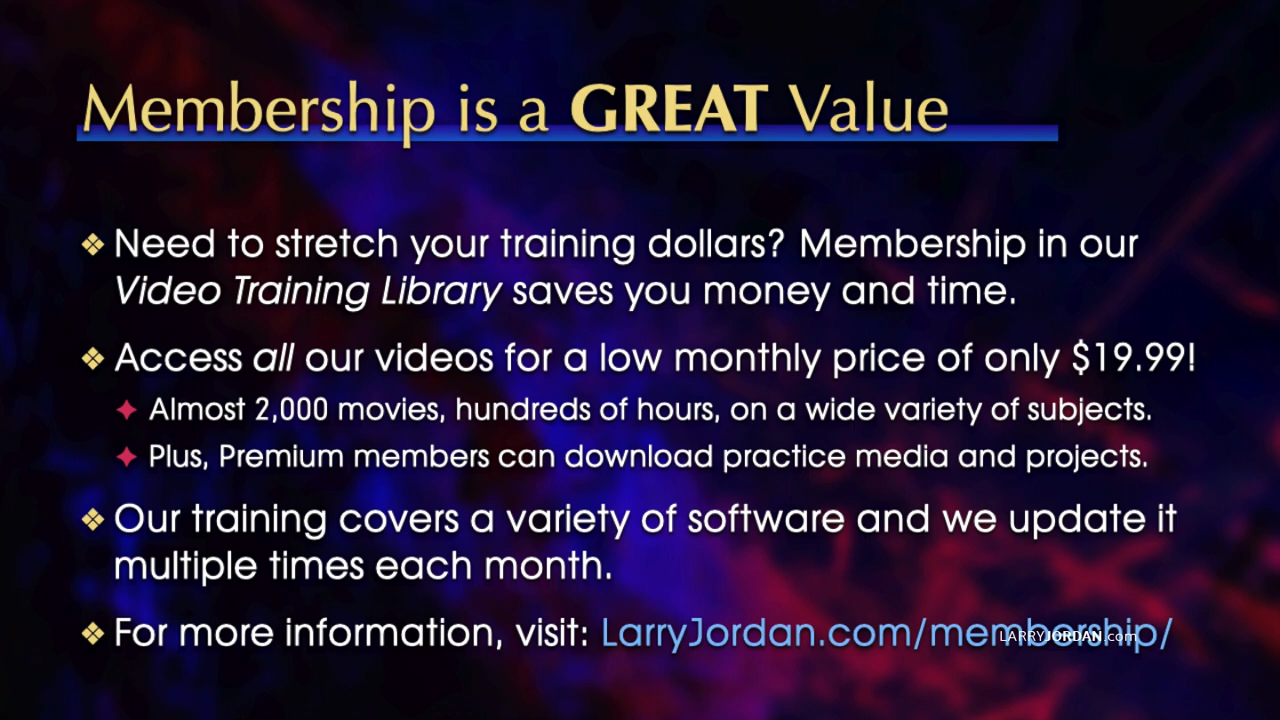 Membership is a GREAT Value
❖ Need to stretch your training dollars? Membership in our
Video Training Library saves you money and time.
❖ Access all our videos for a low monthly price of only $19.99!
✦ Almost 2,000 movies, hundreds of hours, on a wide variety of subjects.
✦ Plus, Premium members can download practice media and projects.
❖ Our training covers a variety of software and we update it
multiple times each month.
❖ For more information, visit: LarryJordan.com/membership/
LARRYJORDAN.com